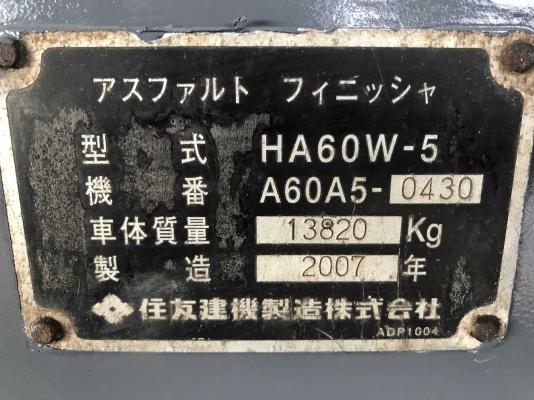 アスファルト フィニッシャ
型式 HA60W-5
機番 A60A5-0430
車体質量 13820 Kg
製造 2007 年
住友建機製造株式会社
ADP1004